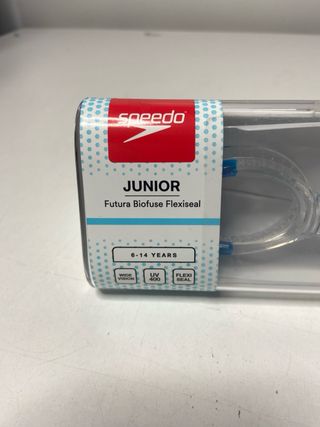 speedo
JUNIOR
Futura Biofuse Flexiseal
6-14 YEARS
WIDE VISION
UV 400
FLEXI SEAL